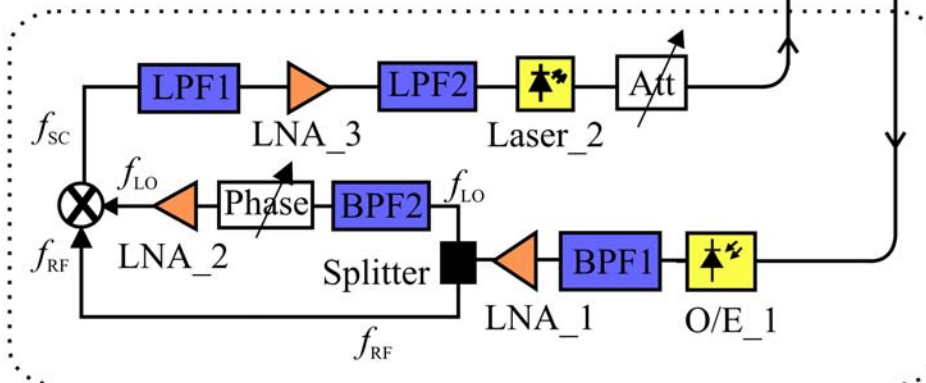 LPF1
LPF2
Att
LNA_3
Laser_2
fSC
fLO
fLO
Phase
BPF2
fRF
LNA_2
Splitter
BPF1
LNA_1
O/E_1
fRF